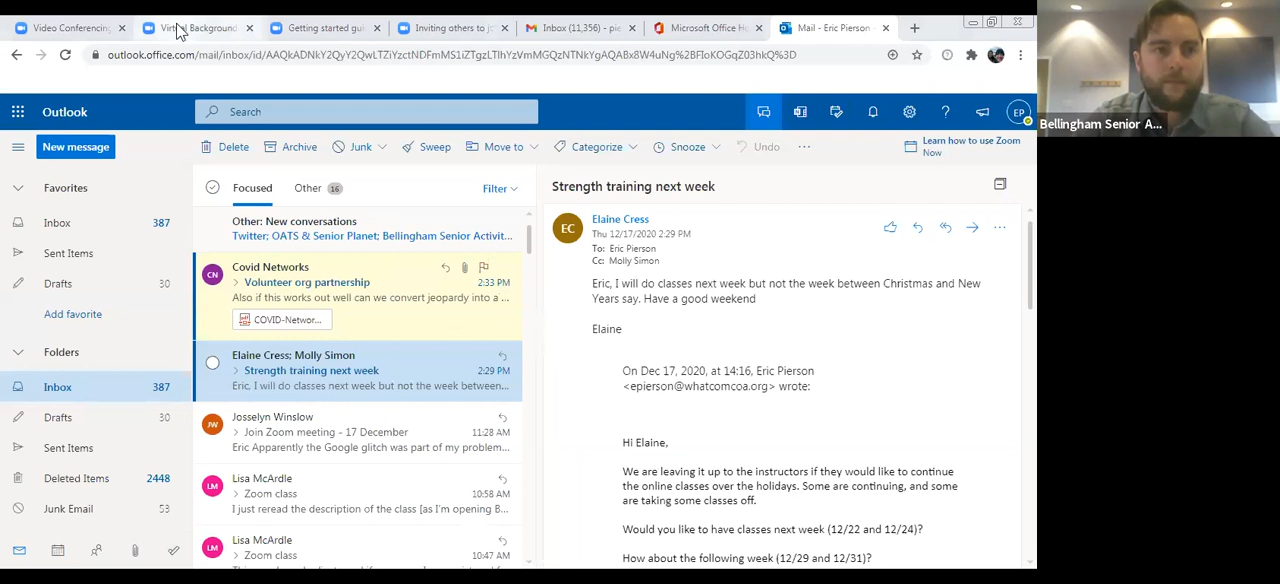 Video Conferencing,
Virtual Background
Getting started gui
Inviting others to jo
Inbox (11,356) - pie
Microsoft Office Ho
Mail - Eric Pierson -
outlook.office.com/mail/inbox/id/
Outlook
Search
EP
New message
Delete
Archive
Junk
Sweep
Move to
Categorize
Snooze
Undo
Learn how to use Zoom
Now
Favorites
Inbox 387
Sent Items
Drafts 30
Add favorite
Folders
Inbox 387
Drafts 30
Sent Items
Deleted Items 2448
Junk Email 53
Focused
Other 16
Filter
Other: New conversations
Twitter; OATS & Senior Planet; Bellingham Senior Activit...
CN
Covid Networks
Volunteer org partnership 2:33 PM
Also if this works out well can we convert jeopardy into a ...
COVID-Networ...
Elaine Cress; Molly Simon
Strength training next week 2:29 PM
Eric, I will do classes next week but not the week between...
JW
Josselyn Winslow
Join Zoom meeting - 17 December 11:28 AM
Eric Apparently the Google glitch was part of my problem...
LM
Lisa McArdle
Zoom class 10:58 AM
I just reread the description of the class [as I'm opening B...
LM
Lisa McArdle
Zoom class 10:47 AM
Strength training next week
EC
Elaine Cress
Thu 12/17/2020 2:29 PM
To: Eric Pierson
Cc: Molly Simon
Eric, I will do classes next week but not the week between Christmas and New
Years say. Have a good weekend
Elaine
On Dec 17, 2020, at 14:16, Eric Pierson
<epierson@whatcomcoa.org> wrote:
Hi Elaine,
We are leaving it up to the instructors if they would like to continue
the online classes over the holidays. Some are continuing, and some
are taking some classes off.
Would you like to have classes next week (12/22 and 12/24)?
How about the following week (12/29 and 12/31)?
Bellingham Senior A...